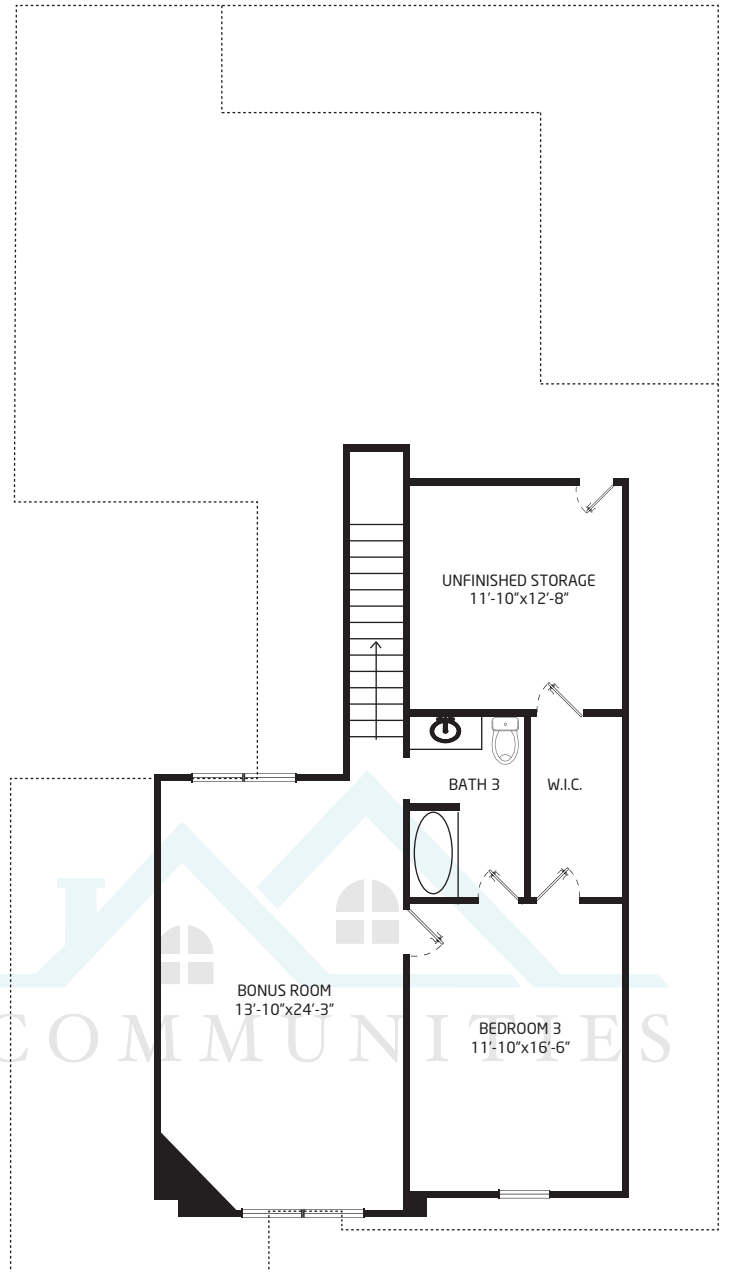 UNFINISHED STORAGE
11'-10"x12'-8"
BATH 3
W.I.C.
BONUS ROOM
13'-10"x24'-3"
BEDROOM 3
11'-10"x16'-6"
COMMUNITIES